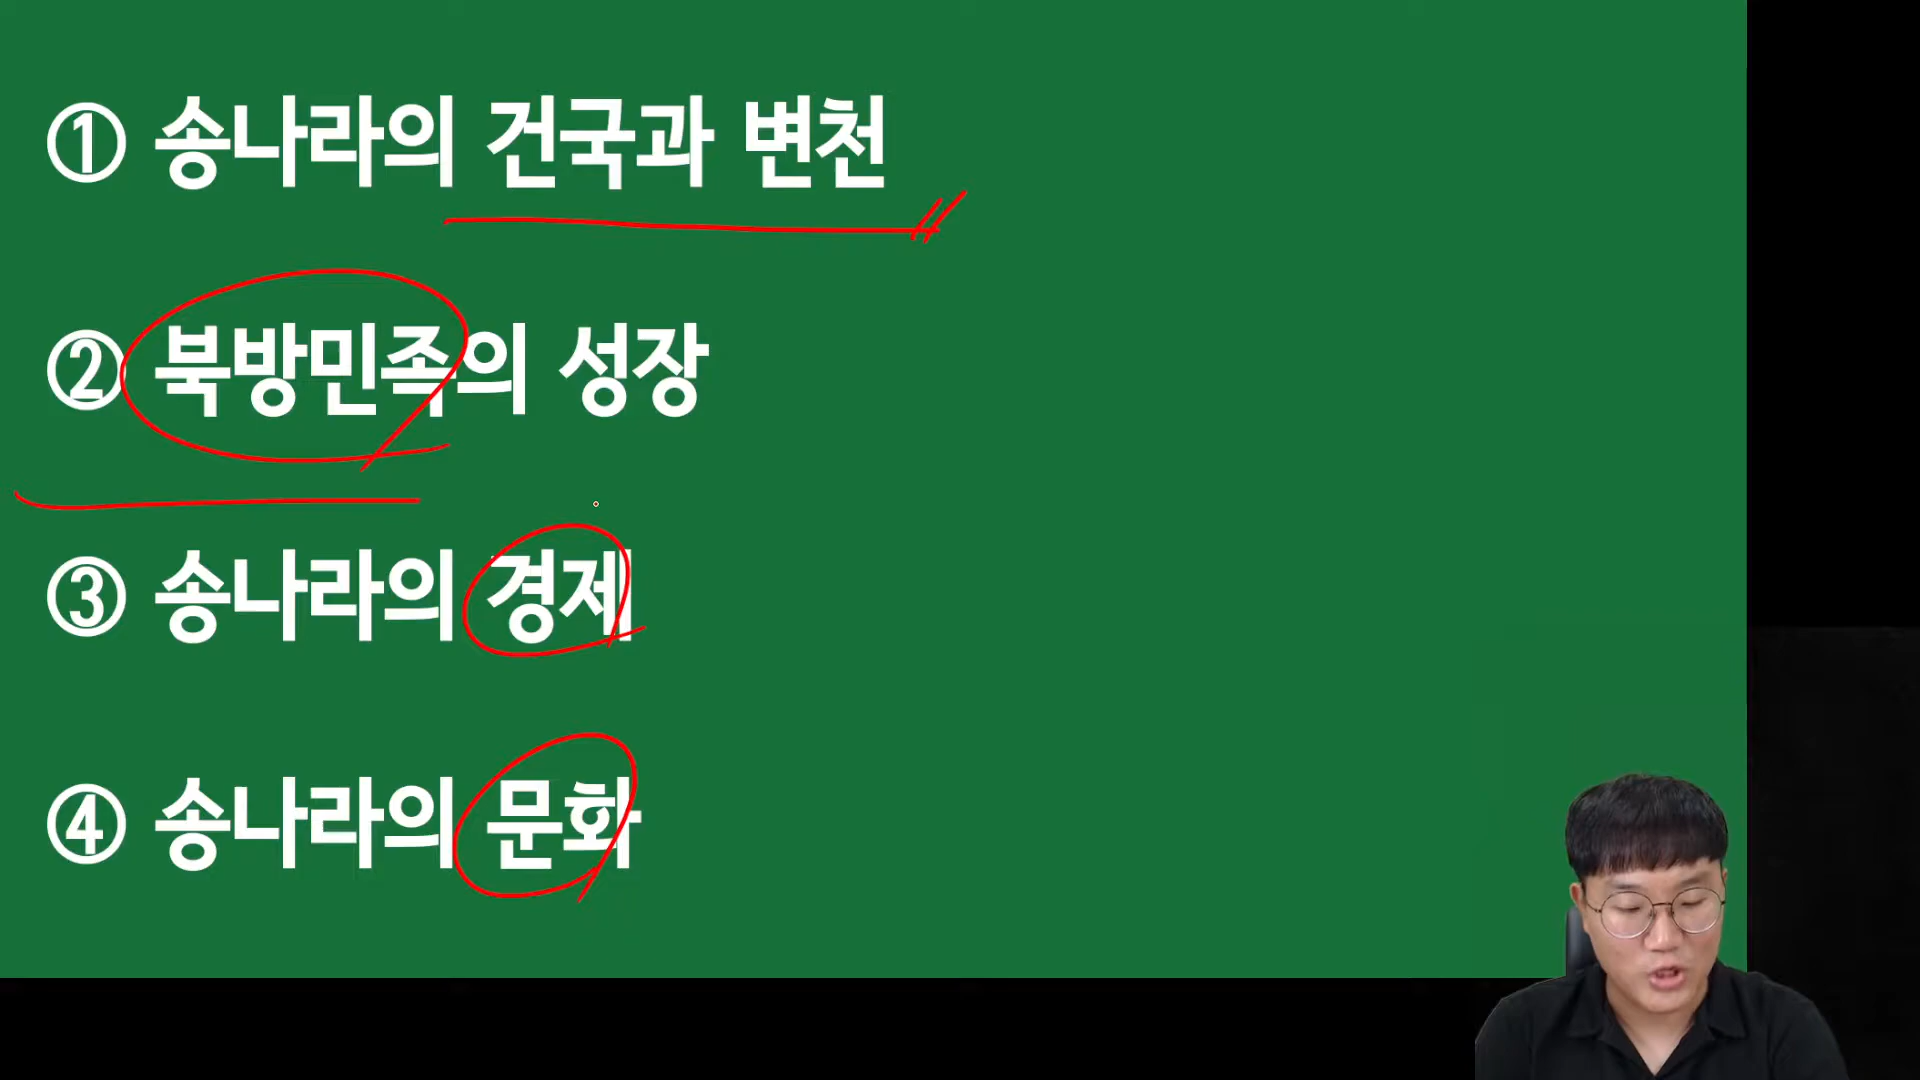 ① 송나라의 건국과 변천
② 북방민족의 성장
③ 송나라의 경제
④ 송나라의 문화